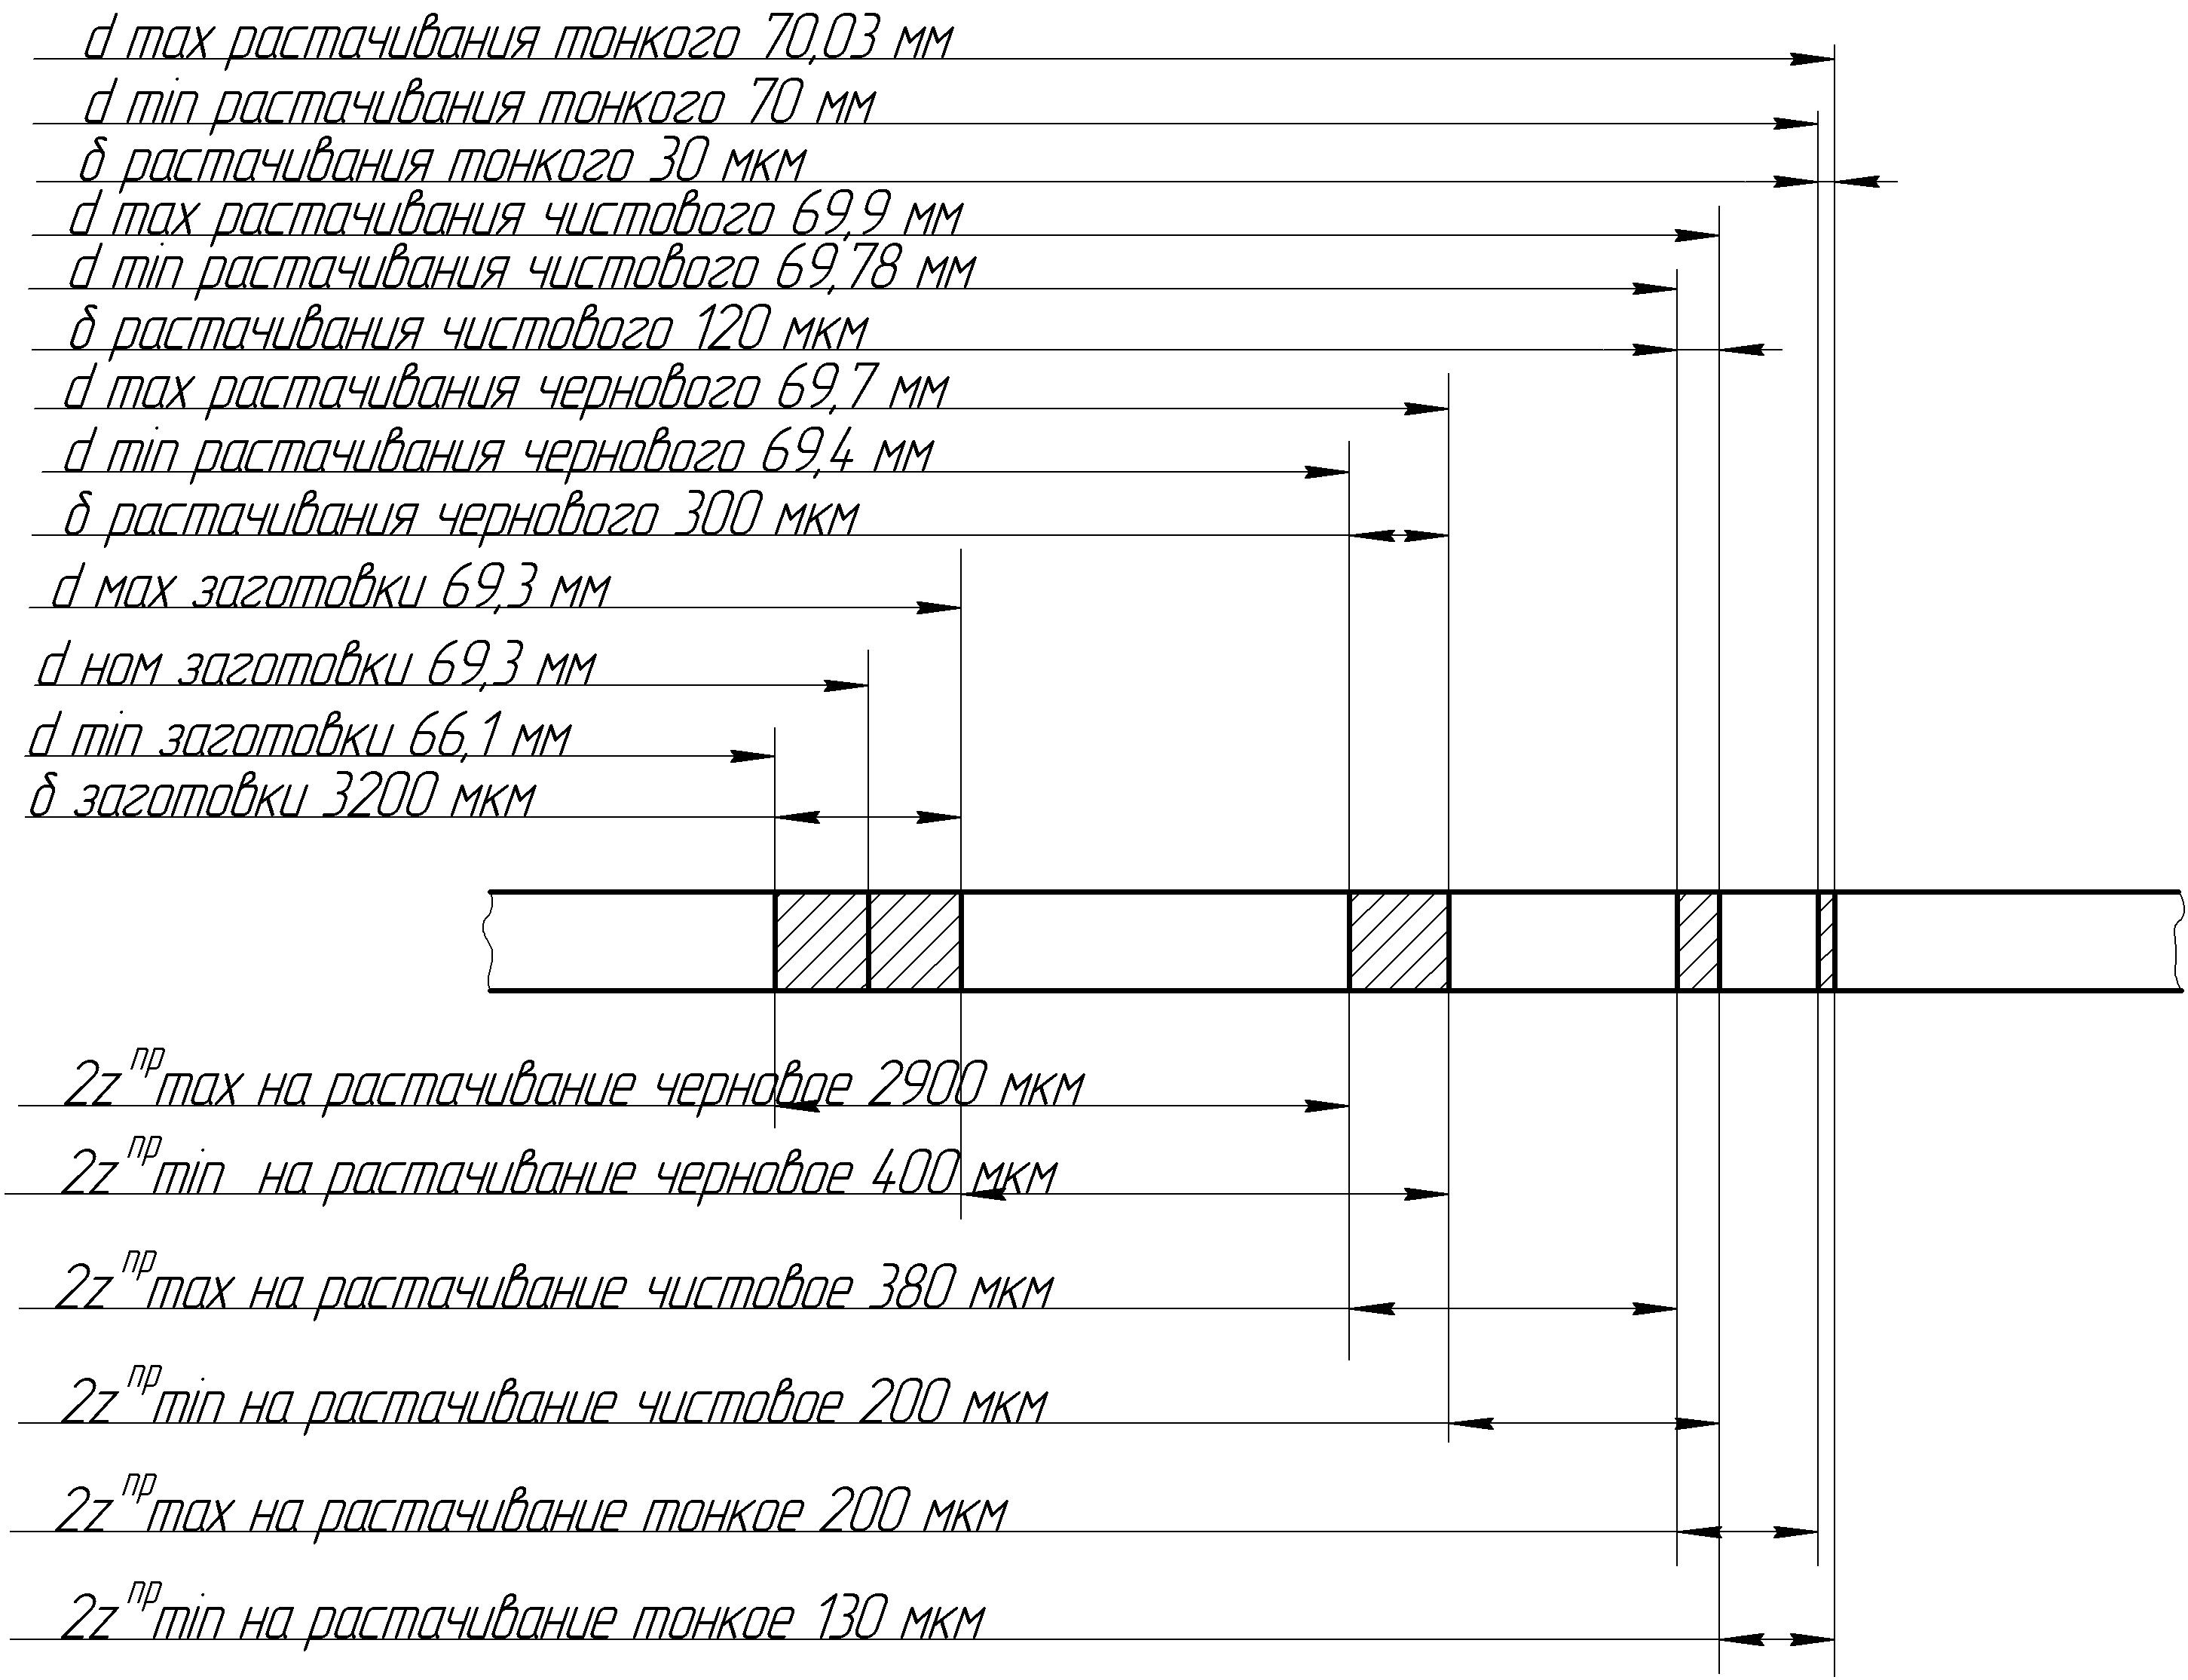 d max растачивания тонкого 70,03 мм
d min растачивания тонкого 70 мм
δ растачивания тонкого 30 мкм
d max растачивания чистового 69,9 мм
d min растачивания чистового 69,78 мм
δ растачивания чистового 120 мкм
d max растачивания чернового 69,7 мм
d min растачивания чернового 69,4 мм
δ растачивания чернового 300 мкм
d мах заготовки 69,3 мм
d ном заготовки 69,3 мм
d min заготовки 66,1 мм
δ заготовки 3200 мкм
2z пр max на растачивание черновое 2900 мкм
2z пр min на растачивание черновое 400 мкм
2z пр max на растачивание чистовое 380 мкм
2z пр min на растачивание чистовое 200 мкм
2z пр max на растачивание тонкое 200 мкм
2z пр min на растачивание тонкое 130 мкм